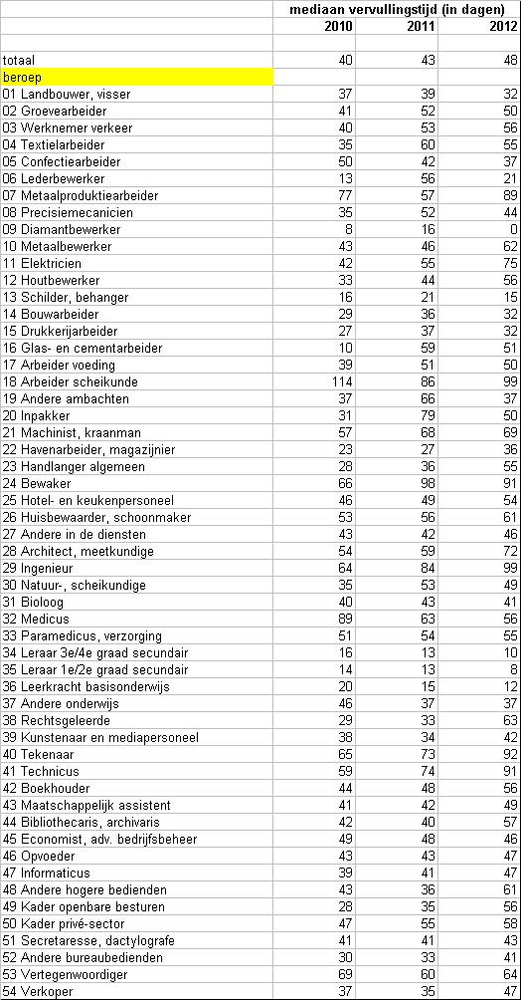 mediaan vervullingstijd (in dagen)
2010 2011 2012
totaal 40 43 48
beroep
01 Landbouwer, visser 37 39 32
02 Groevearbeider 41 52 50
03 Werknemer verkeer 40 53 56
04 Textielarbeider 35 60 55
05 Confectiearbeider 50 42 37
06 Lederbewerker 13 56 21
07 Metaalproduktiearbeider 77 57 89
08 Precisiemecanicien 35 52 44
09 Diamantbewerker 8 16 0
10 Metaalbewerker 43 46 62
11 Elektricien 42 55 75
12 Houtbewerker 33 44 56
13 Schilder, behanger 16 21 15
14 Bouwarbeider 29 36 32
15 Drukkerijarbeider 27 37 32
16 Glas- en cementarbeider 10 59 51
17 Arbeider voeding 39 51 50
18 Arbeider scheikunde 114 86 99
19 Andere ambachten 37 66 37
20 Inpakker 31 79 50
21 Machinist, kraanman 57 68 69
22 Havenarbeider, magazijnier 23 27 36
23 Handlanger algemeen 28 36 55
24 Bewaker 66 98 91
25 Hotel- en keukenpersoneel 46 49 54
26 Huisbewaarder, schoonmaker 53 56 61
27 Andere in de diensten 43 42 46
28 Architect, meetkundige 54 59 72
29 Ingenieur 64 84 99
30 Natuur-, scheikundige 35 53 49
31 Bioloog 40 43 41
32 Medicus 89 63 56
33 Paramedicus, verzorging 51 54 55
34 Leraar 3e/4e graad secundair 16 13 10
35 Leraar 1e/2e graad secundair 14 13 8
36 Leerkracht basisonderwijs 20 15 12
37 Andere onderwijs 46 37 37
38 Rechtsgeleerde 29 33 63
39 Kunstenaar en mediapersoneel 38 34 42
40 Tekenaar 65 73 92
41 Technicus 59 74 91
42 Boekhouder 44 48 56
43 Maatschappelijk assistent 41 42 49
44 Bibliothecaris, archivaris 42 40 57
45 Economist, adv. bedrijfsbeheer 49 48 46
46 Opvoeder 43 43 47
47 Informaticus 39 41 47
48 Andere hogere bedienden 43 36 61
49 Kader openbare besturen 28 35 56
50 Kader privé-sector 47 55 58
51 Secretaresse, dactylografe 41 41 43
52 Andere bureaubedienden 30 33 41
53 Vertegenwoordiger 69 60 64
54 Verkoper 37 35 47